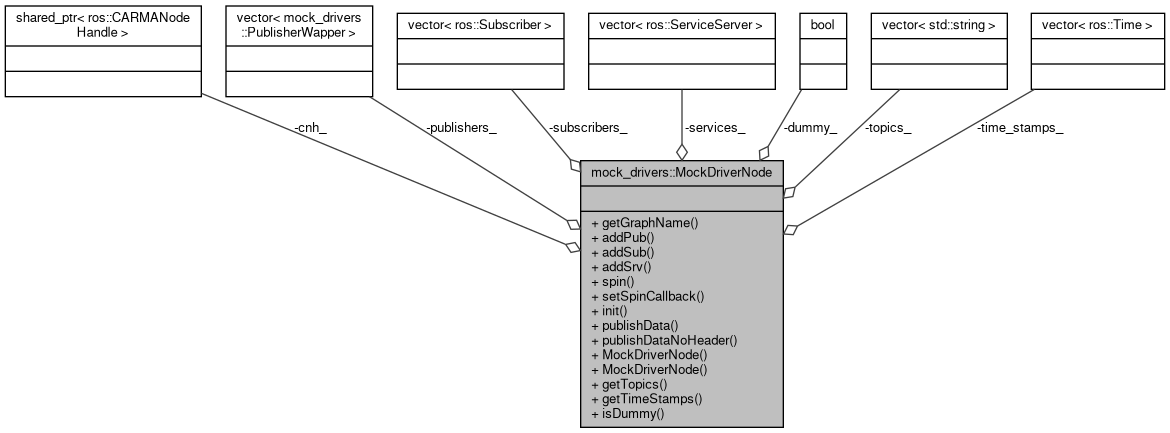 shared_ptr< ros::CARMANode
Handle >
vector< mock_drivers
::PublisherWapper >
vector< ros::Subscriber >
vector< ros::ServiceServer >
bool
vector< std::string >
vector< ros::Time >
-cnh_
-publishers_
-subscribers_
-services_
-dummy_
-topics_
-time_stamps_
mock_drivers::MockDriverNode
+ getGraphName()
+ addPub()
+ addSub()
+ addSrv()
+ spin()
+ setSpinCallback()
+ init()
+ publishData()
+ publishDataNoHeader()
+ MockDriverNode()
+ MockDriverNode()
+ getTopics()
+ getTimeStamps()
+ isDummy()